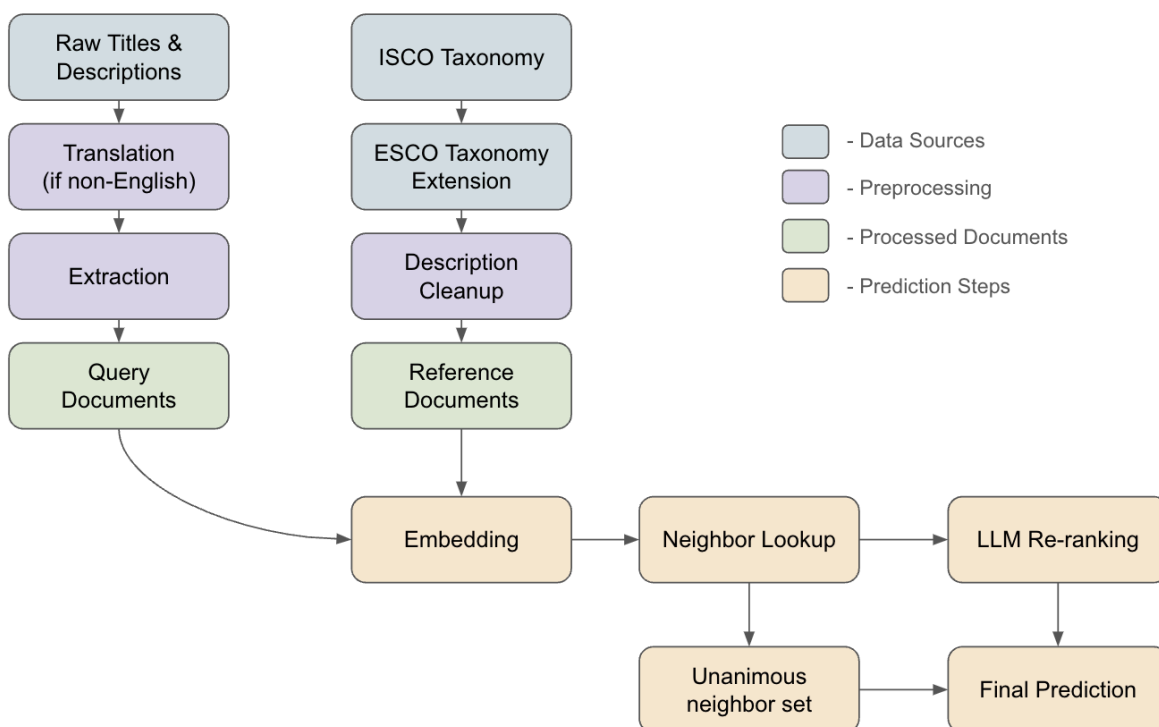 Raw Titles &
Descriptions
ISCO Taxonomy
Translation
(if non-English)
ESCO Taxonomy
Extension
Extraction
Description
Cleanup
Query
Documents
Reference
Documents
- Data Sources
- Preprocessing
- Processed Documents
- Prediction Steps
Embedding
Neighbor Lookup
LLM Re-ranking
Unanimous
neighbor set
Final Prediction